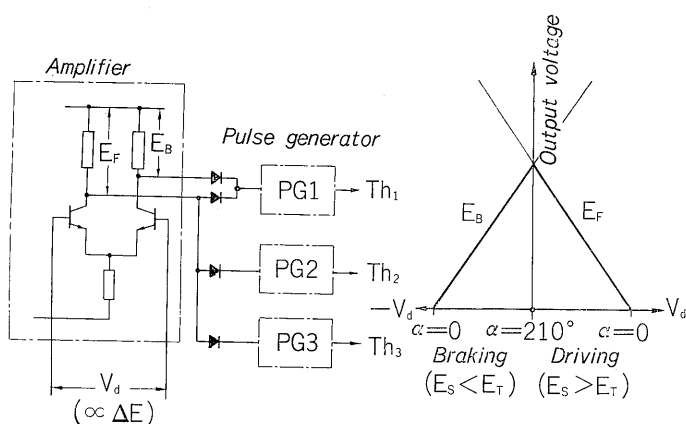 Amplifier
E_F
E_B
V_d
(∝ ΔE)
Pulse generator
PG1
Th₁
PG2
Th₂
PG3
Th₃
Output voltage
E_B
E_F
−V_d
V_d
α=0
α=210°
α=0
Braking
Driving
(E_S<E_T)
(E_S>E_T)